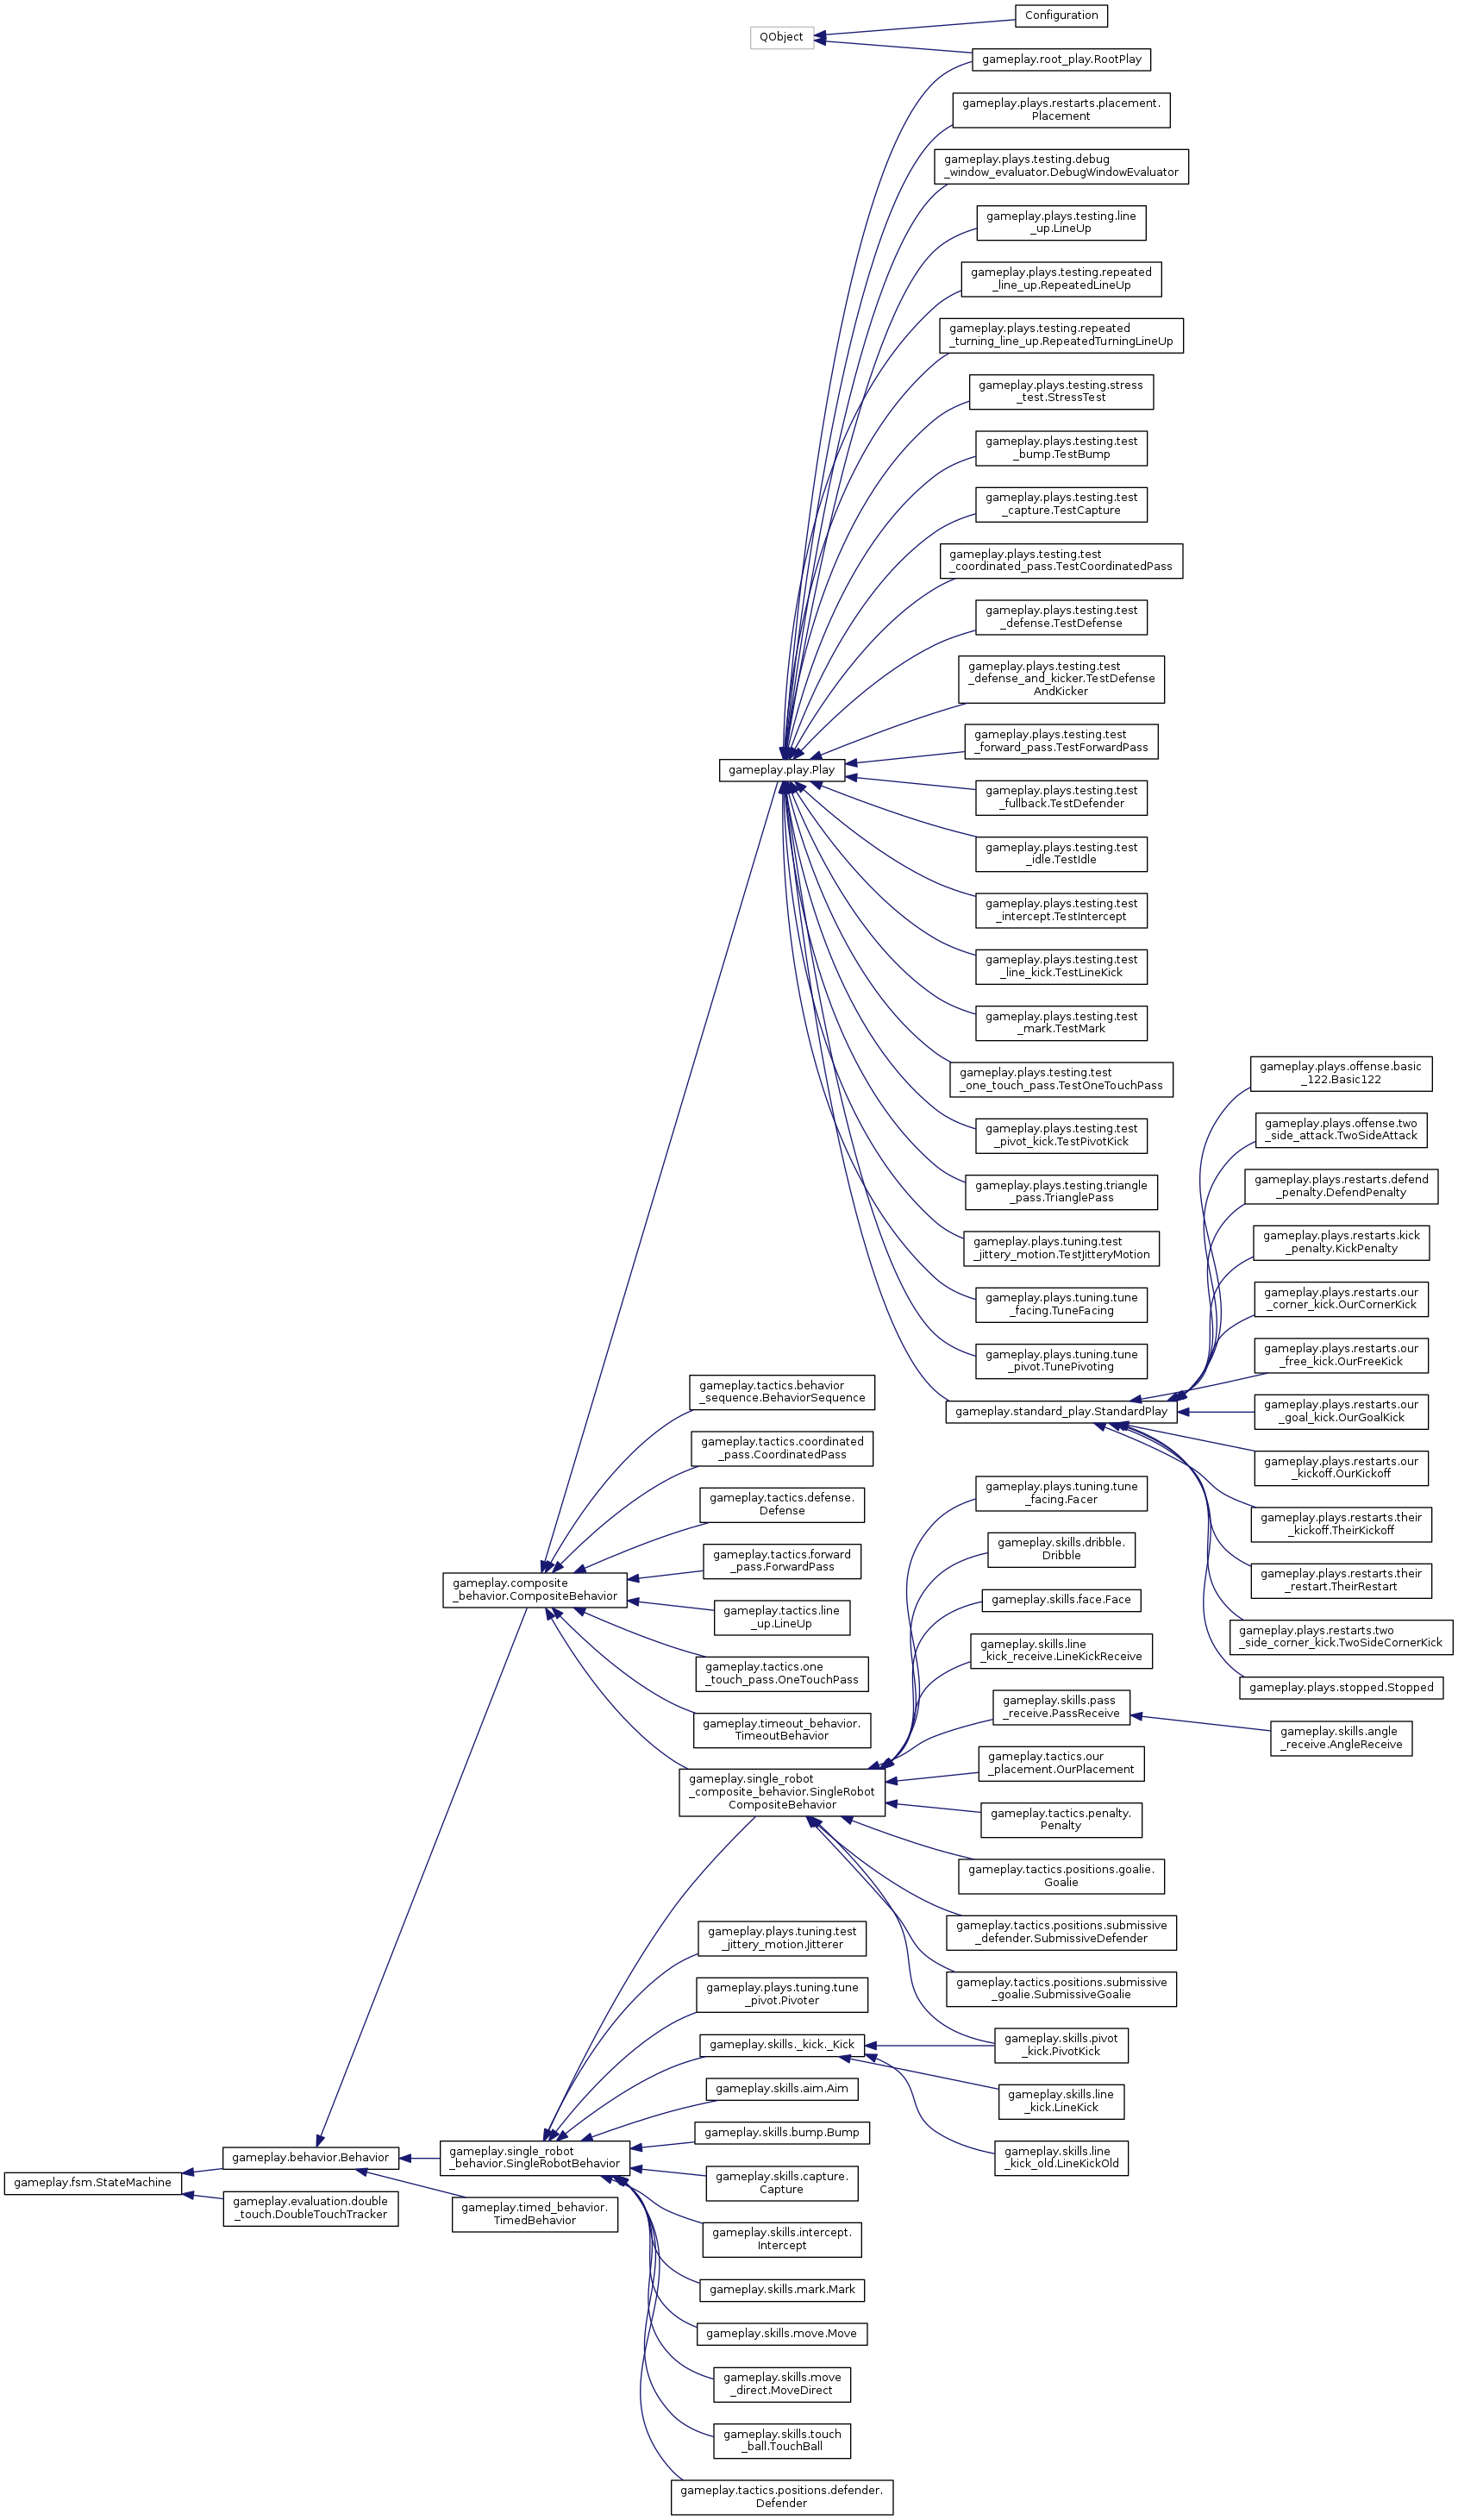 Configuration
QObject
gameplay.root_play.RootPlay
gameplay.plays.restarts.placement.
Placement
gameplay.plays.testing.debug
_window_evaluator.DebugWindowEvaluator
gameplay.plays.testing.line
_up.LineUp
gameplay.plays.testing.repeated
_line_up.RepeatedLineUp
gameplay.plays.testing.repeated
_turning_line_up.RepeatedTurningLineUp
gameplay.plays.testing.stress
_test.StressTest
gameplay.plays.testing.test
_bump.TestBump
gameplay.plays.testing.test
_capture.TestCapture
gameplay.plays.testing.test
_coordinated_pass.TestCoordinatedPass
gameplay.plays.testing.test
_defense.TestDefense
gameplay.plays.testing.test
_defense_and_kicker.TestDefense
AndKicker
gameplay.plays.testing.test
_forward_pass.TestForwardPass
gameplay.play.Play
gameplay.plays.testing.test
_fullback.TestDefender
gameplay.plays.testing.test
_idle.TestIdle
gameplay.plays.testing.test
_intercept.TestIntercept
gameplay.plays.testing.test
_line_kick.TestLineKick
gameplay.plays.testing.test
_mark.TestMark
gameplay.plays.testing.test
_one_touch_pass.TestOneTouchPass
gameplay.plays.testing.test
_pivot_kick.TestPivotKick
gameplay.plays.testing.triangle
_pass.TrianglePass
gameplay.plays.tuning.test
_jittery_motion.TestJitteryMotion
gameplay.plays.tuning.tune
_facing.TuneFacing
gameplay.plays.tuning.tune
_pivot.TunePivoting
gameplay.standard_play.StandardPlay
gameplay.plays.offense.basic
_122.Basic122
gameplay.plays.offense.two
_side_attack.TwoSideAttack
gameplay.plays.restarts.defend
_penalty.DefendPenalty
gameplay.plays.restarts.kick
_penalty.KickPenalty
gameplay.plays.restarts.our
_corner_kick.OurCornerKick
gameplay.plays.restarts.our
_free_kick.OurFreeKick
gameplay.plays.restarts.our
_goal_kick.OurGoalKick
gameplay.plays.restarts.our
_kickoff.OurKickoff
gameplay.plays.restarts.their
_kickoff.TheirKickoff
gameplay.plays.restarts.their
_restart.TheirRestart
gameplay.plays.restarts.two
_side_corner_kick.TwoSideCornerKick
gameplay.plays.stopped.Stopped
gameplay.tactics.behavior
_sequence.BehaviorSequence
gameplay.tactics.coordinated
_pass.CoordinatedPass
gameplay.tactics.defense.
Defense
gameplay.tactics.forward
_pass.ForwardPass
gameplay.composite
_behavior.CompositeBehavior
gameplay.tactics.line
_up.LineUp
gameplay.tactics.one
_touch_pass.OneTouchPass
gameplay.timeout_behavior.
TimeoutBehavior
gameplay.single_robot
_composite_behavior.SingleRobot
CompositeBehavior
gameplay.plays.tuning.tune
_facing.Facer
gameplay.skills.dribble.
Dribble
gameplay.skills.face.Face
gameplay.skills.line
_kick_receive.LineKickReceive
gameplay.skills.pass
_receive.PassReceive
gameplay.skills.angle
_receive.AngleReceive
gameplay.tactics.our
_placement.OurPlacement
gameplay.tactics.penalty.
Penalty
gameplay.tactics.positions.goalie.
Goalie
gameplay.tactics.positions.submissive
_defender.SubmissiveDefender
gameplay.tactics.positions.submissive
_goalie.SubmissiveGoalie
gameplay.skills.pivot
_kick.PivotKick
gameplay.skills.line
_kick.LineKick
gameplay.skills.line
_kick_old.LineKickOld
gameplay.plays.tuning.test
_jittery_motion.Jitterer
gameplay.plays.tuning.tune
_pivot.Pivoter
gameplay.skills._kick._Kick
gameplay.skills.aim.Aim
gameplay.skills.bump.Bump
gameplay.single_robot
_behavior.SingleRobotBehavior
gameplay.behavior.Behavior
gameplay.fsm.StateMachine
gameplay.evaluation.double
_touch.DoubleTouchTracker
gameplay.timed_behavior.
TimedBehavior
gameplay.skills.capture.
Capture
gameplay.skills.intercept.
Intercept
gameplay.skills.mark.Mark
gameplay.skills.move.Move
gameplay.skills.move
_direct.MoveDirect
gameplay.skills.touch
_ball.TouchBall
gameplay.tactics.positions.defender.
Defender